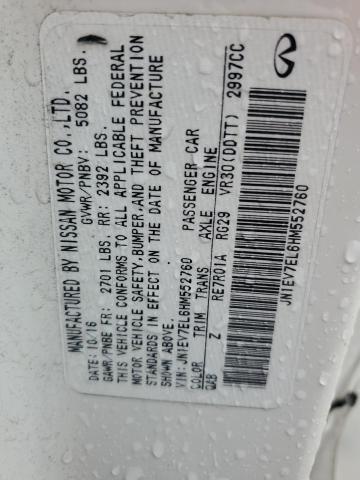 MANUFACTURED BY NISSAN MOTOR CO.,LTD.
10/16 GVWR/PNBV: 5082 LBS
GAWR/PNBE FR: 2701 LBS. RR: 2392 LBS.
THIS VEHICLE CONFORMS TO ALL APPLICABLE FEDERAL
MOTOR VEHICLE SAFETY,BUMPER,AND THEFT PREVENTION
STANDARDS IN EFFECT ON THE DATE OF MANUFACTURE
SHOWN ABOVE.
VIN: JN1EV7EL6HM552760 PASSENGER CAR
COLOR TRIM TRANS AXLE ENGINE
QAB Z RE7R01A RG29 VR30(DDTT) 2997CC
JN1EV7EL6HM552760